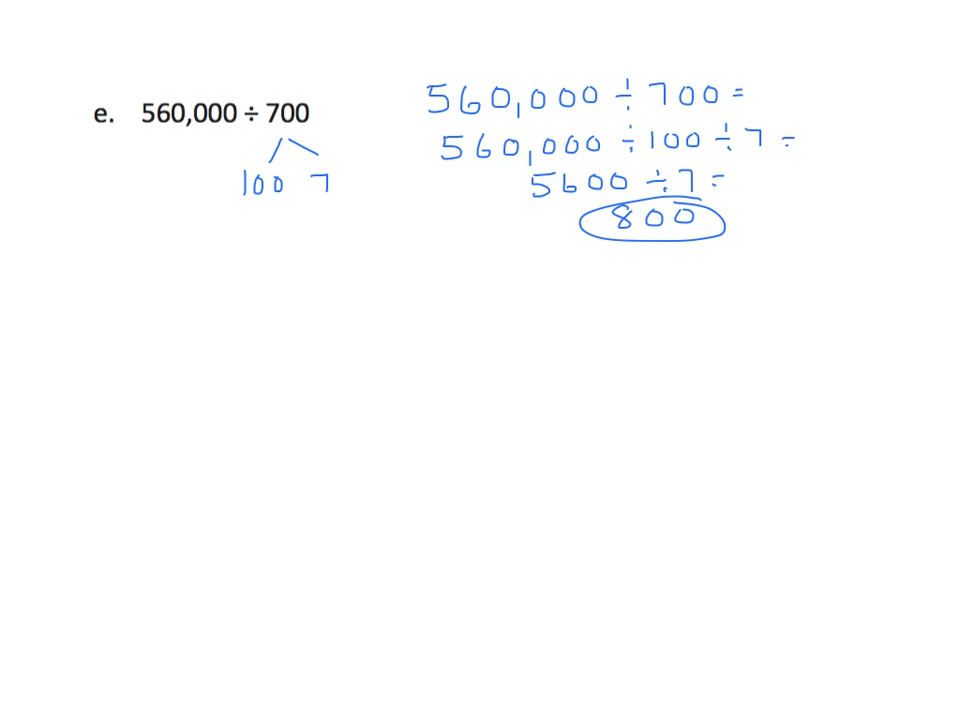 e. 560,000 ÷ 700
100 7
560,000 ÷ 700 =
560,000 ÷ 100 ÷ 7 =
5600 ÷ 7 =
800